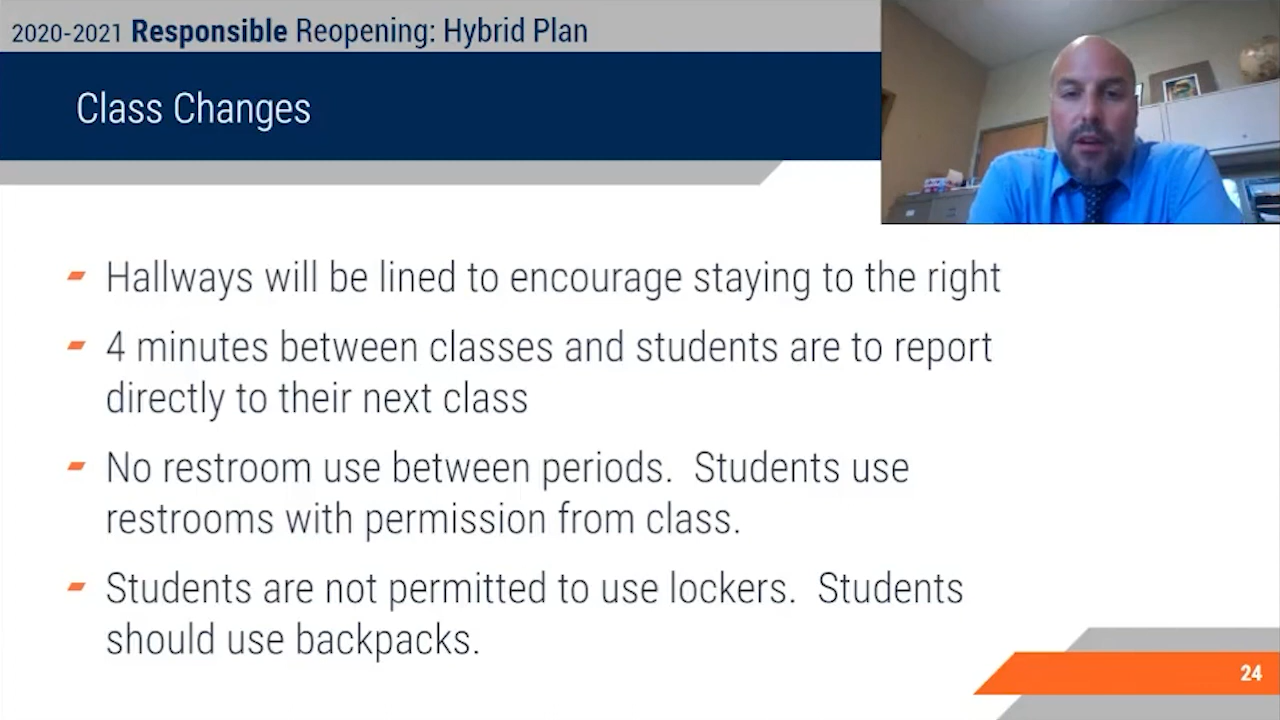 2020-2021 Responsible Reopening: Hybrid Plan
Class Changes
Hallways will be lined to encourage staying to the right
4 minutes between classes and students are to report
directly to their next class
No restroom use between periods.  Students use
restrooms with permission from class.
Students are not permitted to use lockers.  Students
should use backpacks.
24